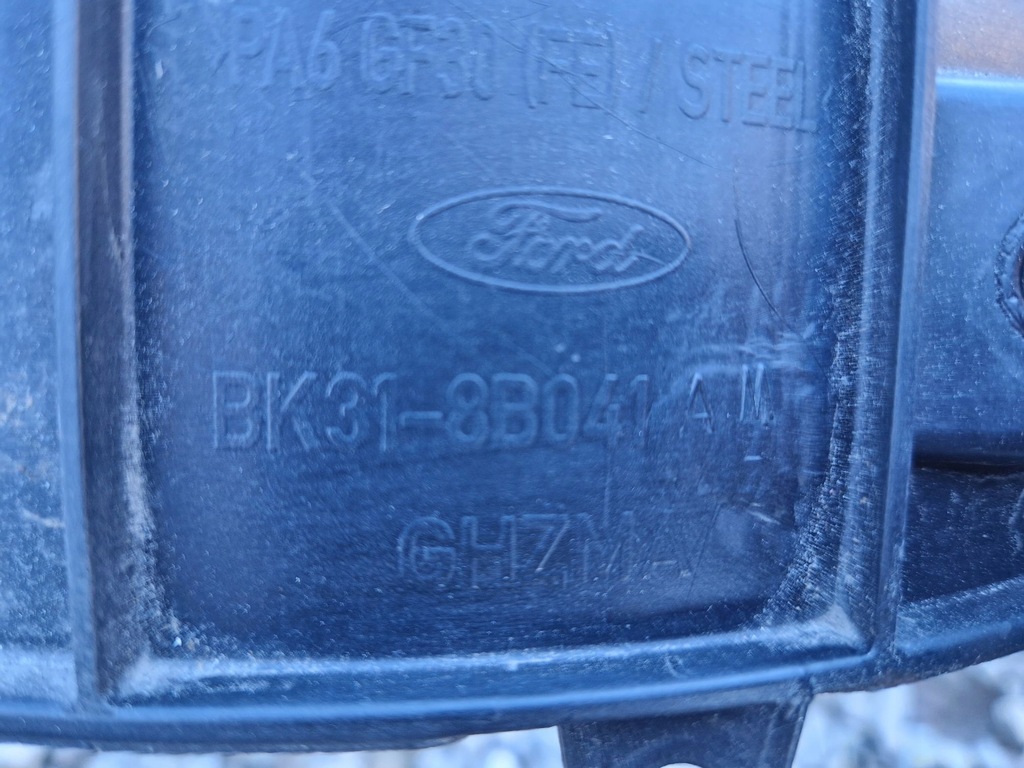 >PA6 GF30 (FE) / STEEL<
Ford
BK31-8B041